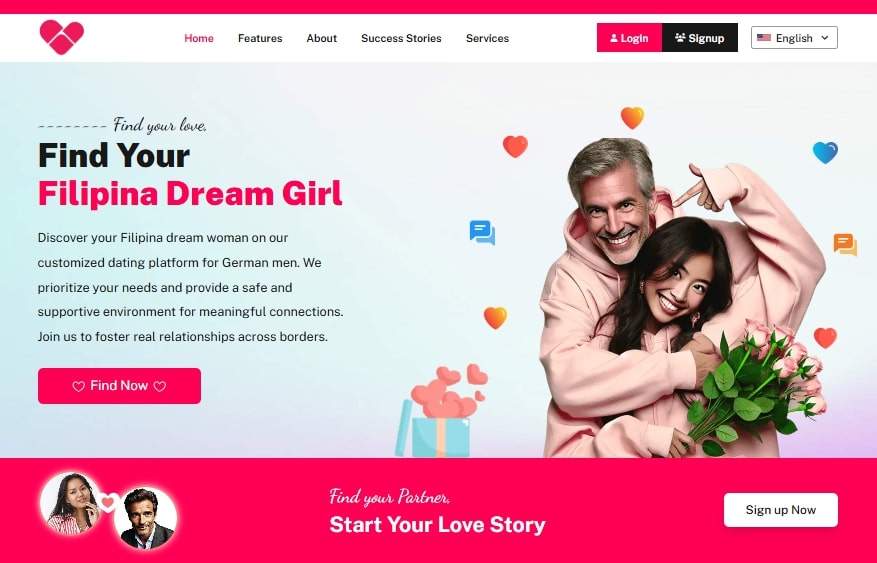 Home Features About Success Stories Services Login Signup English
Find your love,
Find Your
Filipina Dream Girl
Discover your Filipina dream woman on our
customized dating platform for German men. We
prioritize your needs and provide a safe and
supportive environment for meaningful connections.
Join us to foster real relationships across borders.
Find Now
Find your Partner,
Start Your Love Story
Sign up Now